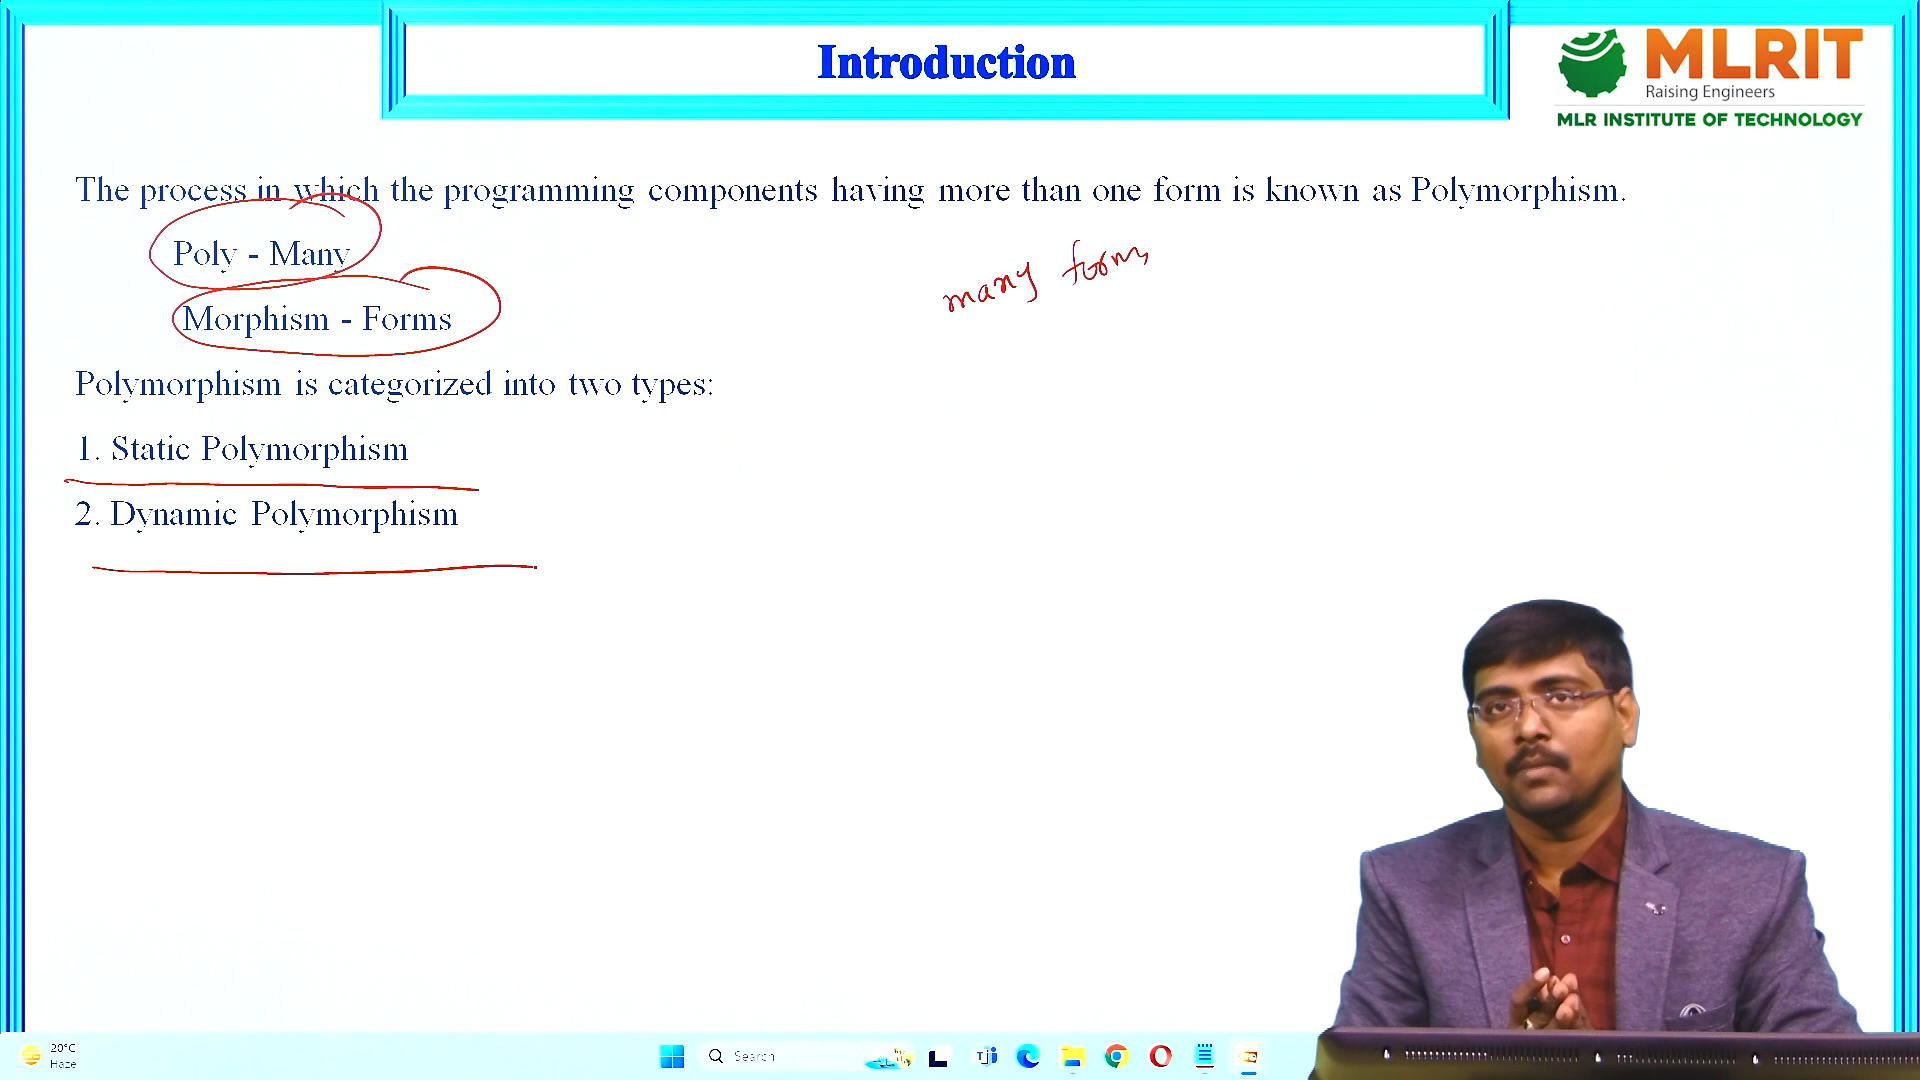 Introduction
MLRIT
Raising Engineers
MLR INSTITUTE OF TECHNOLOGY
The process in which the programming components having more than one form is known as Polymorphism.
Poly - Many
many forms
Morphism - Forms
Polymorphism is categorized into two types:
1. Static Polymorphism
2. Dynamic Polymorphism
20°C
Haze
Search